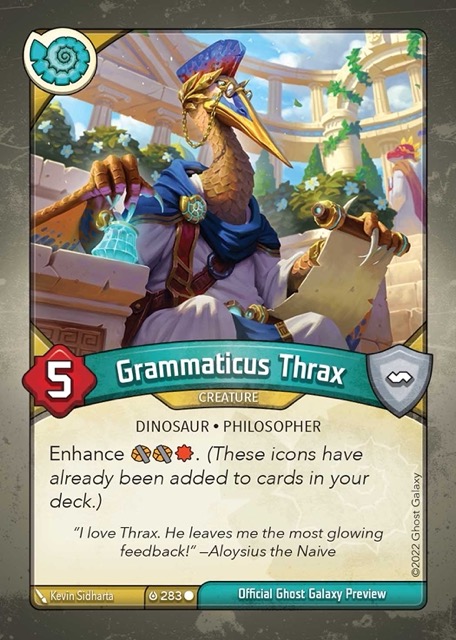 5
Grammaticus Thrax
CREATURE
DINOSAUR • PHILOSOPHER
Enhance . (These icons have
already been added to cards in your
deck.)
"I love Thrax. He leaves me the most glowing
feedback!" –Aloysius the Naive
©2022 Ghost Galaxy
Kevin Sidharta
283
Official Ghost Galaxy Preview